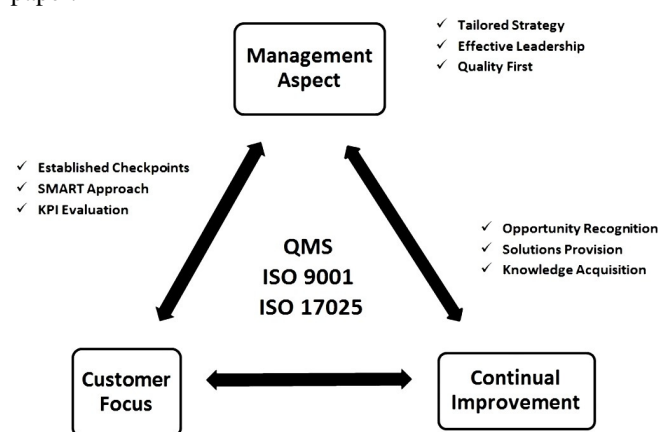 Management
Aspect
✓ Tailored Strategy
✓ Effective Leadership
✓ Quality First
✓ Established Checkpoints
✓ SMART Approach
✓ KPI Evaluation
✓ Opportunity Recognition
✓ Solutions Provision
✓ Knowledge Acquisition
QMS
ISO 9001
ISO 17025
Customer
Focus
Continual
Improvement